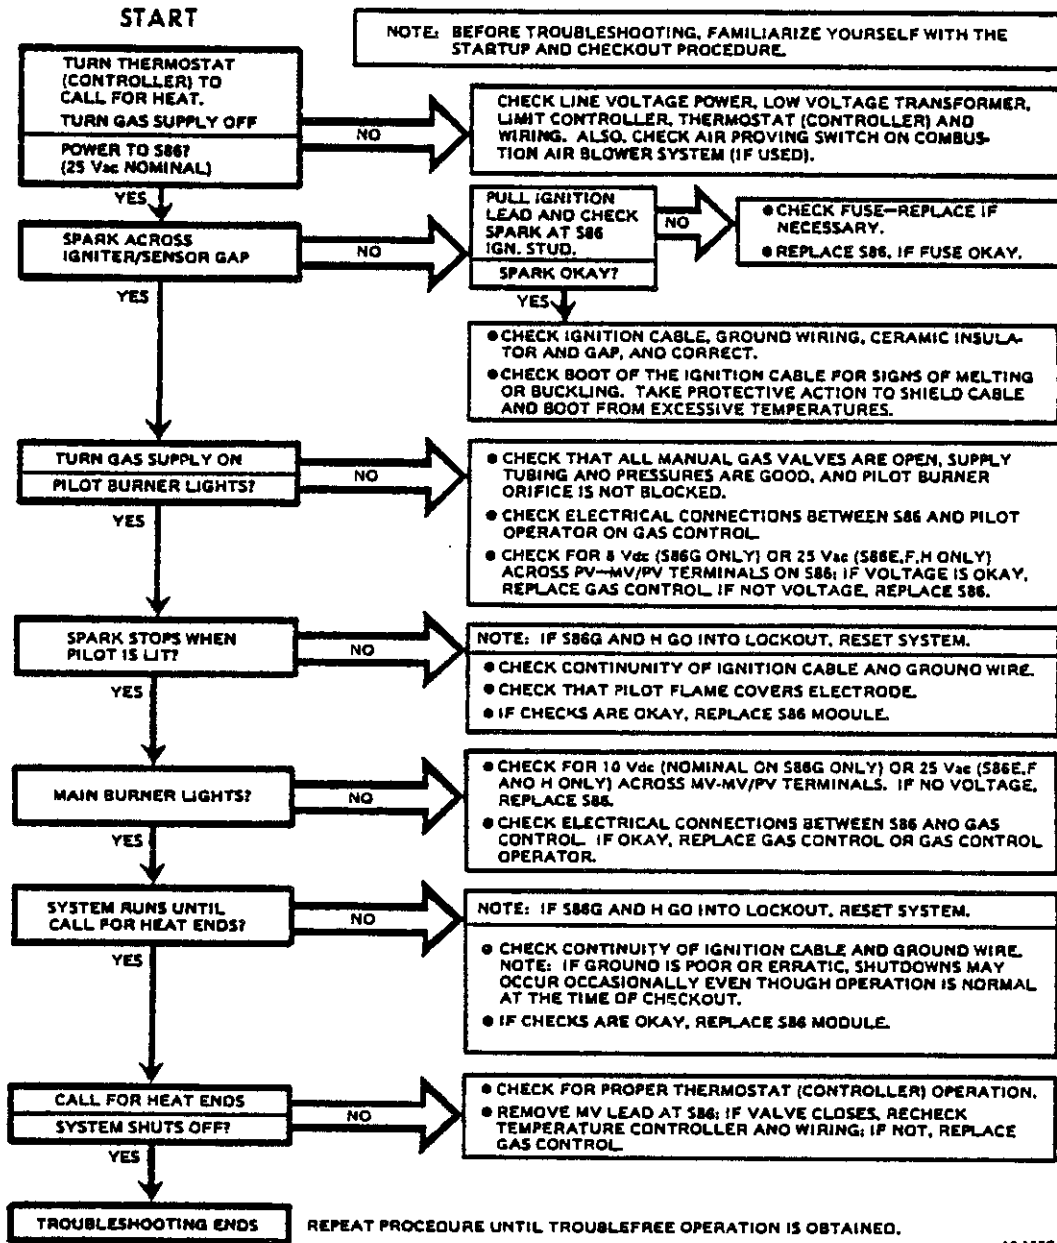 START
NOTE: BEFORE TROUBLESHOOTING, FAMILIARIZE YOURSELF WITH THE
STARTUP AND CHECKOUT PROCEDURE.
TURN THERMOSTAT
(CONTROLLER) TO
CALL FOR HEAT.
TURN GAS SUPPLY OFF
POWER TO S86?
(25 Vac NOMINAL)
NO
CHECK LINE VOLTAGE POWER, LOW VOLTAGE TRANSFORMER,
LIMIT CONTROLLER, THERMOSTAT (CONTROLLER) AND
WIRING. ALSO, CHECK AIR PROVING SWITCH ON COMBUS-
TION AIR BLOWER SYSTEM (IF USED).
YES
SPARK ACROSS
IGNITER/SENSOR GAP
NO
PULL IGNITION
LEAD AND CHECK
SPARK AT S86
IGN. STUD.
SPARK OKAY?
NO
• CHECK FUSE—REPLACE IF
NECESSARY.
• REPLACE S86, IF FUSE OKAY.
YES
YES
• CHECK IGNITION CABLE, GROUND WIRING, CERAMIC INSULA-
TOR AND GAP, AND CORRECT.
• CHECK BOOT OF THE IGNITION CABLE FOR SIGNS OF MELTING
OR BUCKLING. TAKE PROTECTIVE ACTION TO SHIELD CABLE
AND BOOT FROM EXCESSIVE TEMPERATURES.
TURN GAS SUPPLY ON
PILOT BURNER LIGHTS?
NO
• CHECK THAT ALL MANUAL GAS VALVES ARE OPEN, SUPPLY
TUBING AND PRESSURES ARE GOOD, AND PILOT BURNER
ORIFICE IS NOT BLOCKED.
• CHECK ELECTRICAL CONNECTIONS BETWEEN S86 AND PILOT
OPERATOR ON GAS CONTROL.
• CHECK FOR 8 Vdc (S86G ONLY) OR 25 Vac (S86E,F,H ONLY)
ACROSS PV—MV/PV TERMINALS ON S86; IF VOLTAGE IS OKAY,
REPLACE GAS CONTROL. IF NOT VOLTAGE, REPLACE S86.
YES
SPARK STOPS WHEN
PILOT IS LIT?
NO
NOTE: IF S86G AND H GO INTO LOCKOUT, RESET SYSTEM.
• CHECK CONTINUITY OF IGNITION CABLE AND GROUND WIRE.
• CHECK THAT PILOT FLAME COVERS ELECTRODE.
• IF CHECKS ARE OKAY, REPLACE S86 MODULE.
YES
MAIN BURNER LIGHTS?
NO
• CHECK FOR 10 Vdc (NOMINAL ON S86G ONLY) OR 25 Vac (S86E,F
AND H ONLY) ACROSS MV-MV/PV TERMINALS. IF NO VOLTAGE,
REPLACE S86.
• CHECK ELECTRICAL CONNECTIONS BETWEEN S86 AND GAS
CONTROL. IF OKAY, REPLACE GAS CONTROL OR GAS CONTROL
OPERATOR.
YES
SYSTEM RUNS UNTIL
CALL FOR HEAT ENDS?
NO
NOTE: IF S86G AND H GO INTO LOCKOUT, RESET SYSTEM.
• CHECK CONTINUITY OF IGNITION CABLE AND GROUND WIRE.
NOTE: IF GROUND IS POOR OR ERRATIC, SHUTDOWNS MAY
OCCUR OCCASIONALLY EVEN THOUGH OPERATION IS NORMAL
AT THE TIME OF CHECKOUT.
• IF CHECKS ARE OKAY, REPLACE S86 MODULE.
YES
CALL FOR HEAT ENDS
SYSTEM SHUTS OFF?
NO
• CHECK FOR PROPER THERMOSTAT (CONTROLLER) OPERATION.
• REMOVE MV LEAD AT S86; IF VALVE CLOSES, RECHECK
TEMPERATURE CONTROLLER AND WIRING; IF NOT, REPLACE
GAS CONTROL.
YES
TROUBLESHOOTING ENDS
REPEAT PROCEDURE UNTIL TROUBLEFREE OPERATION IS OBTAINED.